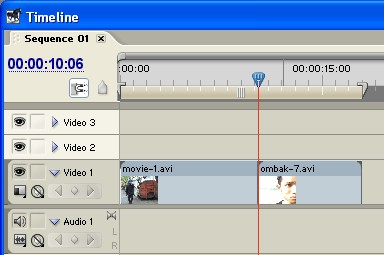 Timeline
Sequence 01
00:00:10:06
:00:00
00:00:15:00
Video 3
Video 2
Video 1
movie-1.avi
ombak-7.avi
Audio 1
L
R